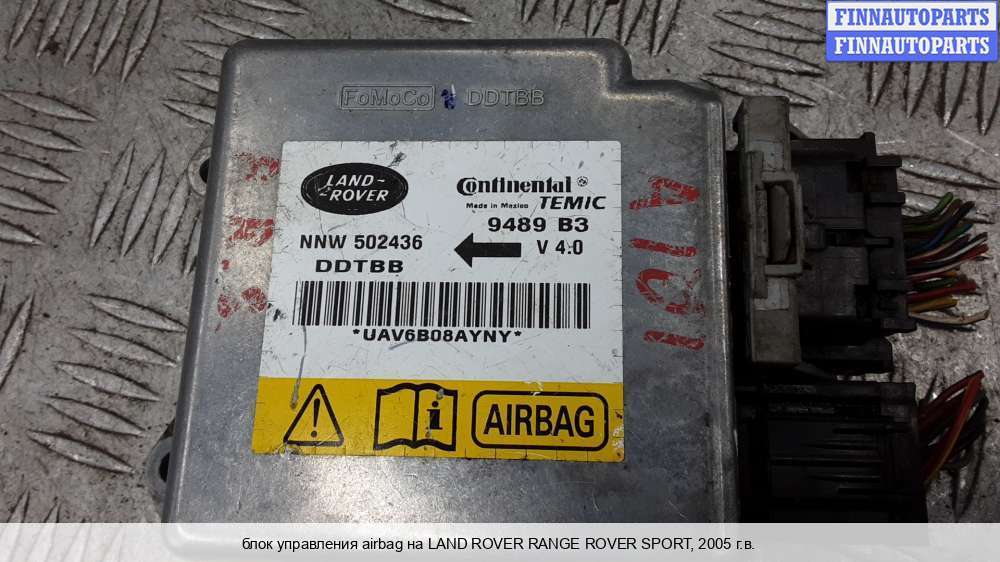 FINNAUTOPARTS
FINNAUTOPARTS
FoMoCo DDTBB
LAND-
ROVER
Continental
Made in Mexico TEMIC
9489 B3
NNW 502436
V 4.0
DDTBB
*UAV6B08AYNY*
AIRBAG
блок управления airbag на LAND ROVER RANGE ROVER SPORT, 2005 г.в.